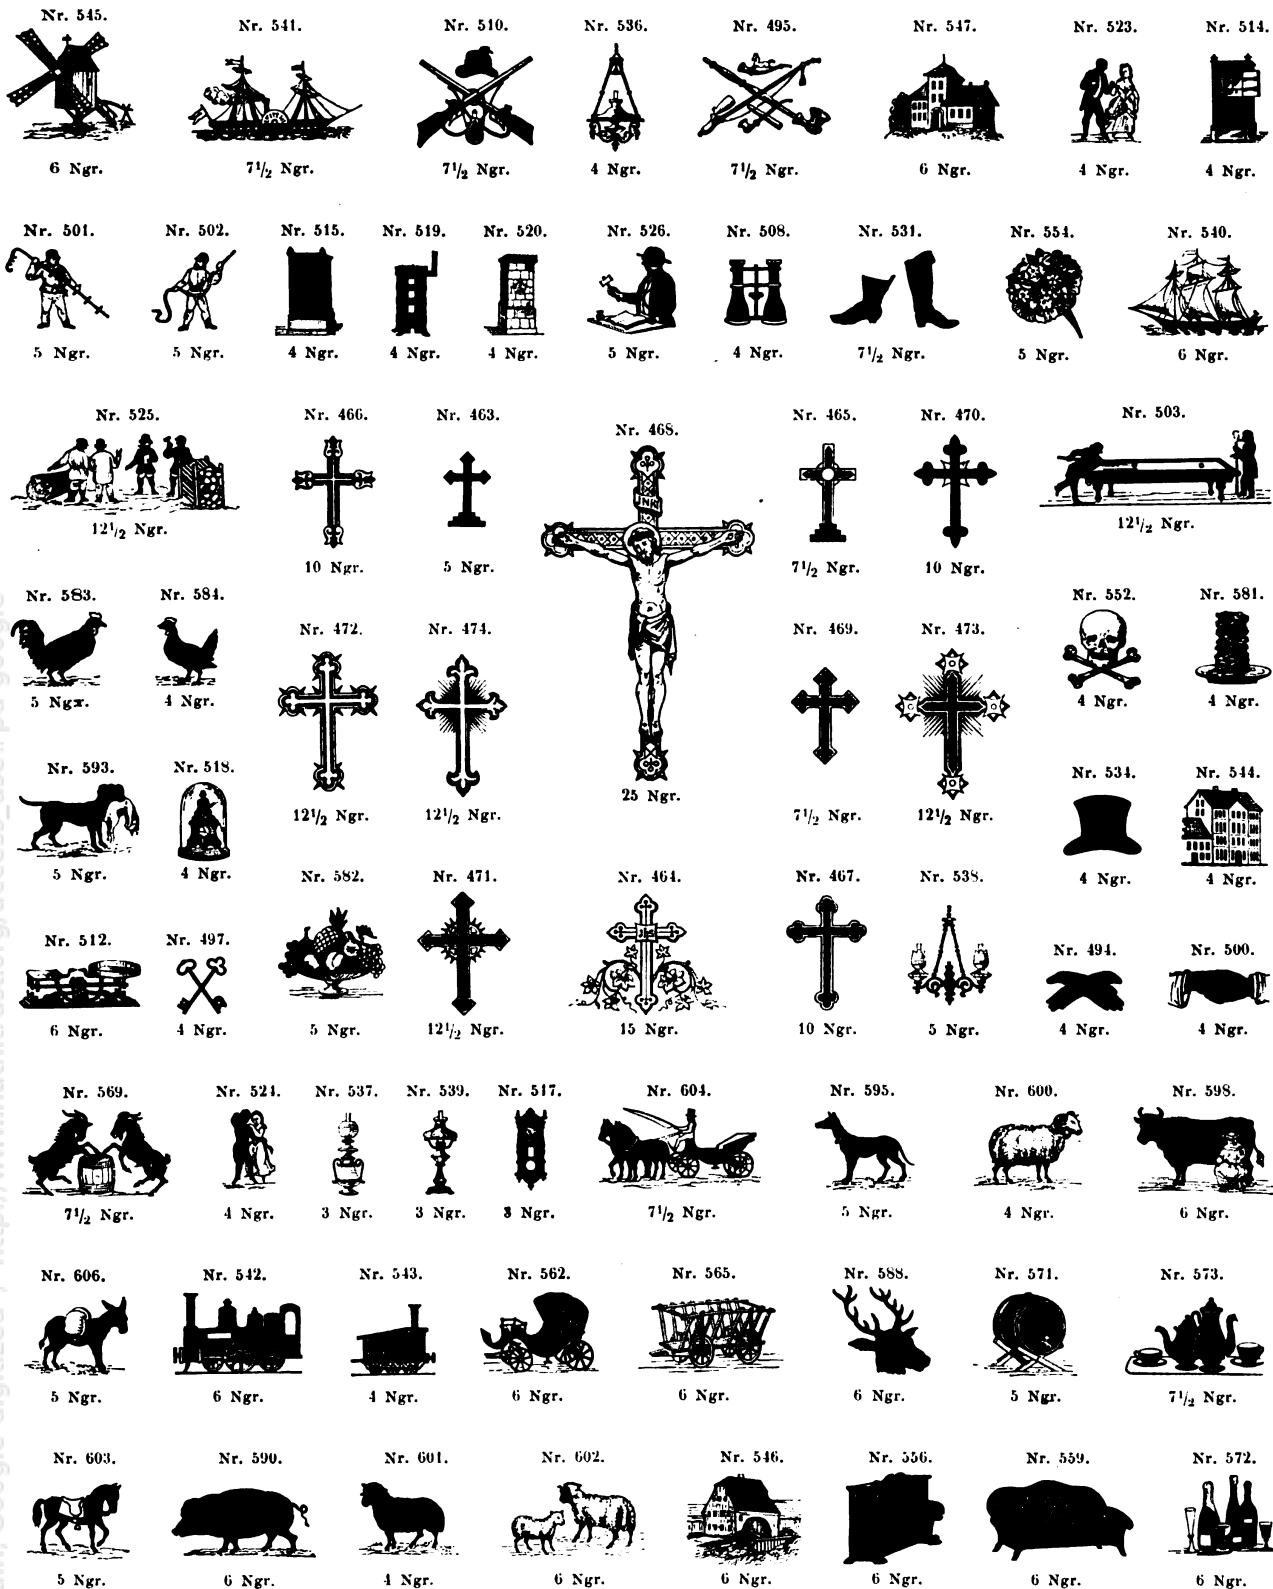 Nr. 545.
6 Ngr.
Nr. 541.
7½ Ngr.
Nr. 510.
7½ Ngr.
Nr. 536.
4 Ngr.
Nr. 495.
7½ Ngr.
Nr. 547.
6 Ngr.
Nr. 523.
4 Ngr.
Nr. 514.
4 Ngr.
Nr. 501.
5 Ngr.
Nr. 502.
5 Ngr.
Nr. 515.
4 Ngr.
Nr. 519.
4 Ngr.
Nr. 520.
4 Ngr.
Nr. 526.
5 Ngr.
Nr. 508.
4 Ngr.
Nr. 531.
7½ Ngr.
Nr. 554.
5 Ngr.
Nr. 540.
6 Ngr.
Nr. 525.
12½ Ngr.
Nr. 466.
10 Ngr.
Nr. 463.
5 Ngr.
Nr. 468.
INRI
25 Ngr.
Nr. 465.
7½ Ngr.
Nr. 470.
10 Ngr.
Nr. 503.
12½ Ngr.
Nr. 583.
5 Ngr.
Nr. 584.
4 Ngr.
Nr. 472.
12½ Ngr.
Nr. 474.
12½ Ngr.
Nr. 469.
7½ Ngr.
Nr. 473.
12½ Ngr.
Nr. 552.
4 Ngr.
Nr. 581.
4 Ngr.
Nr. 593.
5 Ngr.
Nr. 518.
4 Ngr.
Nr. 534.
4 Ngr.
Nr. 544.
4 Ngr.
Nr. 512.
6 Ngr.
Nr. 497.
4 Ngr.
Nr. 582.
5 Ngr.
Nr. 471.
12½ Ngr.
Nr. 464.
IHS
15 Ngr.
Nr. 467.
10 Ngr.
Nr. 538.
5 Ngr.
Nr. 494.
4 Ngr.
Nr. 500.
4 Ngr.
Nr. 569.
7½ Ngr.
Nr. 524.
4 Ngr.
Nr. 537.
3 Ngr.
Nr. 539.
3 Ngr.
Nr. 517.
3 Ngr.
Nr. 604.
7½ Ngr.
Nr. 595.
5 Ngr.
Nr. 600.
4 Ngr.
Nr. 598.
6 Ngr.
Nr. 606.
5 Ngr.
Nr. 542.
6 Ngr.
Nr. 543.
4 Ngr.
Nr. 562.
6 Ngr.
Nr. 565.
6 Ngr.
Nr. 588.
6 Ngr.
Nr. 571.
5 Ngr.
Nr. 573.
7½ Ngr.
Nr. 603.
5 Ngr.
Nr. 590.
6 Ngr.
Nr. 601.
4 Ngr.
Nr. 602.
6 Ngr.
Nr. 546.
6 Ngr.
Nr. 556.
6 Ngr.
Nr. 559.
6 Ngr.
Nr. 572.
6 Ngr.